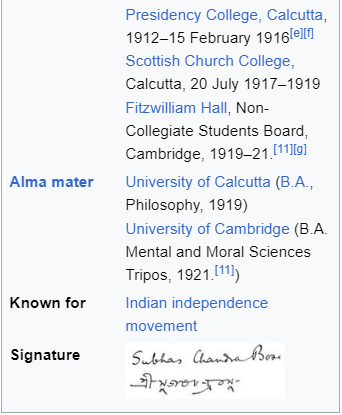 Presidency College, Calcutta,
1912–15 February 1916[e][f]
Scottish Church College,
Calcutta, 20 July 1917–1919
Fitzwilliam Hall, Non-
Collegiate Students Board,
Cambridge, 1919–21.[11][g]
Alma mater University of Calcutta (B.A.,
Philosophy, 1919)
University of Cambridge (B.A.
Mental and Moral Sciences
Tripos, 1921.[11])
Known for Indian independence
movement
Signature Subhas Chandra Bose
শ্রী